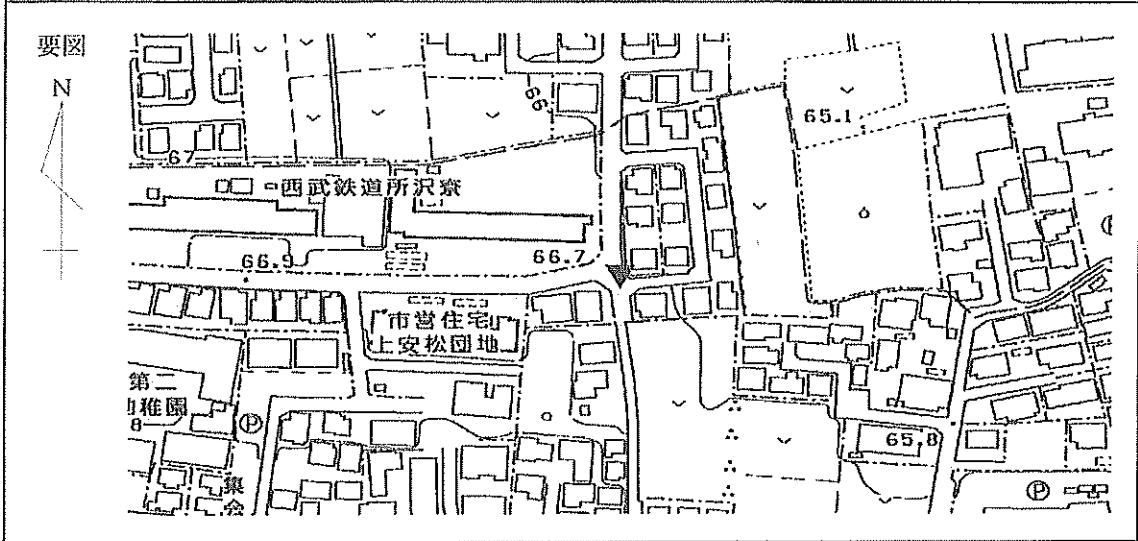 要図
N
66
65.1
67
西武鉄道所沢寮
66.9
66.7
市営住宅
上安松団地
第二
幼稚園
8
P
65.8
集
会
P